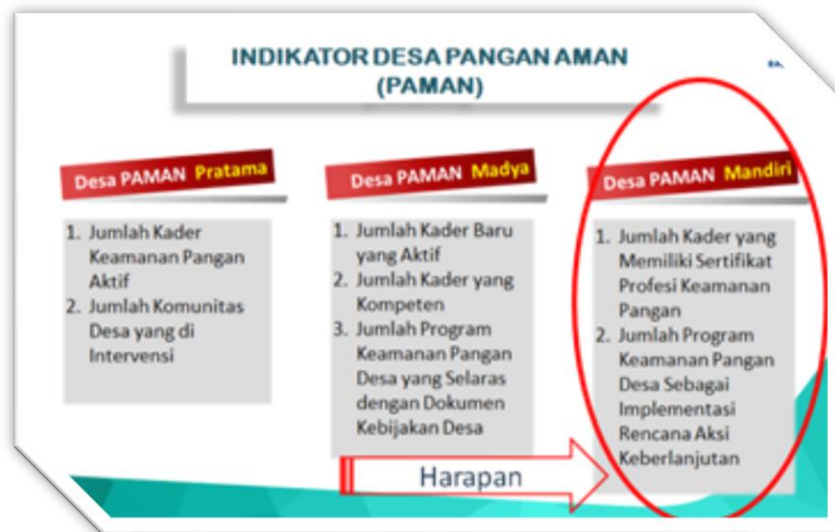 INDIKATOR DESA PANGAN AMAN
(PAMAN)
Desa PAMAN Pratama
1. Jumlah Kader
Keamanan Pangan
Aktif
2. Jumlah Komunitas
Desa yang di
Intervensi
Desa PAMAN Madya
1. Jumlah Kader Baru
yang Aktif
2. Jumlah Kader yang
Kompeten
3. Jumlah Program
Keamanan Pangan
Desa yang Selaras
dengan Dokumen
Kebijakan Desa
Desa PAMAN Mandiri
1. Jumlah Kader yang
Memiliki Sertifikat
Profesi Keamanan
Pangan
2. Jumlah Program
Keamanan Pangan
Desa Sebagai
Implementasi
Rencana Aksi
Keberlanjutan
Harapan